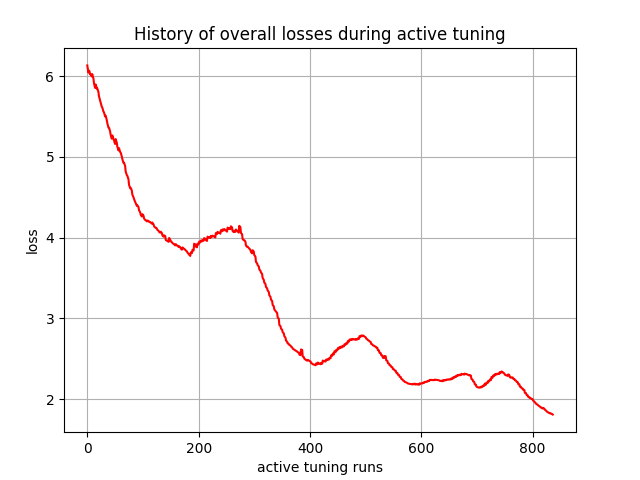 History of overall losses during active tuning
6
5
4
3
2
loss
0 200 400 600 800
active tuning runs